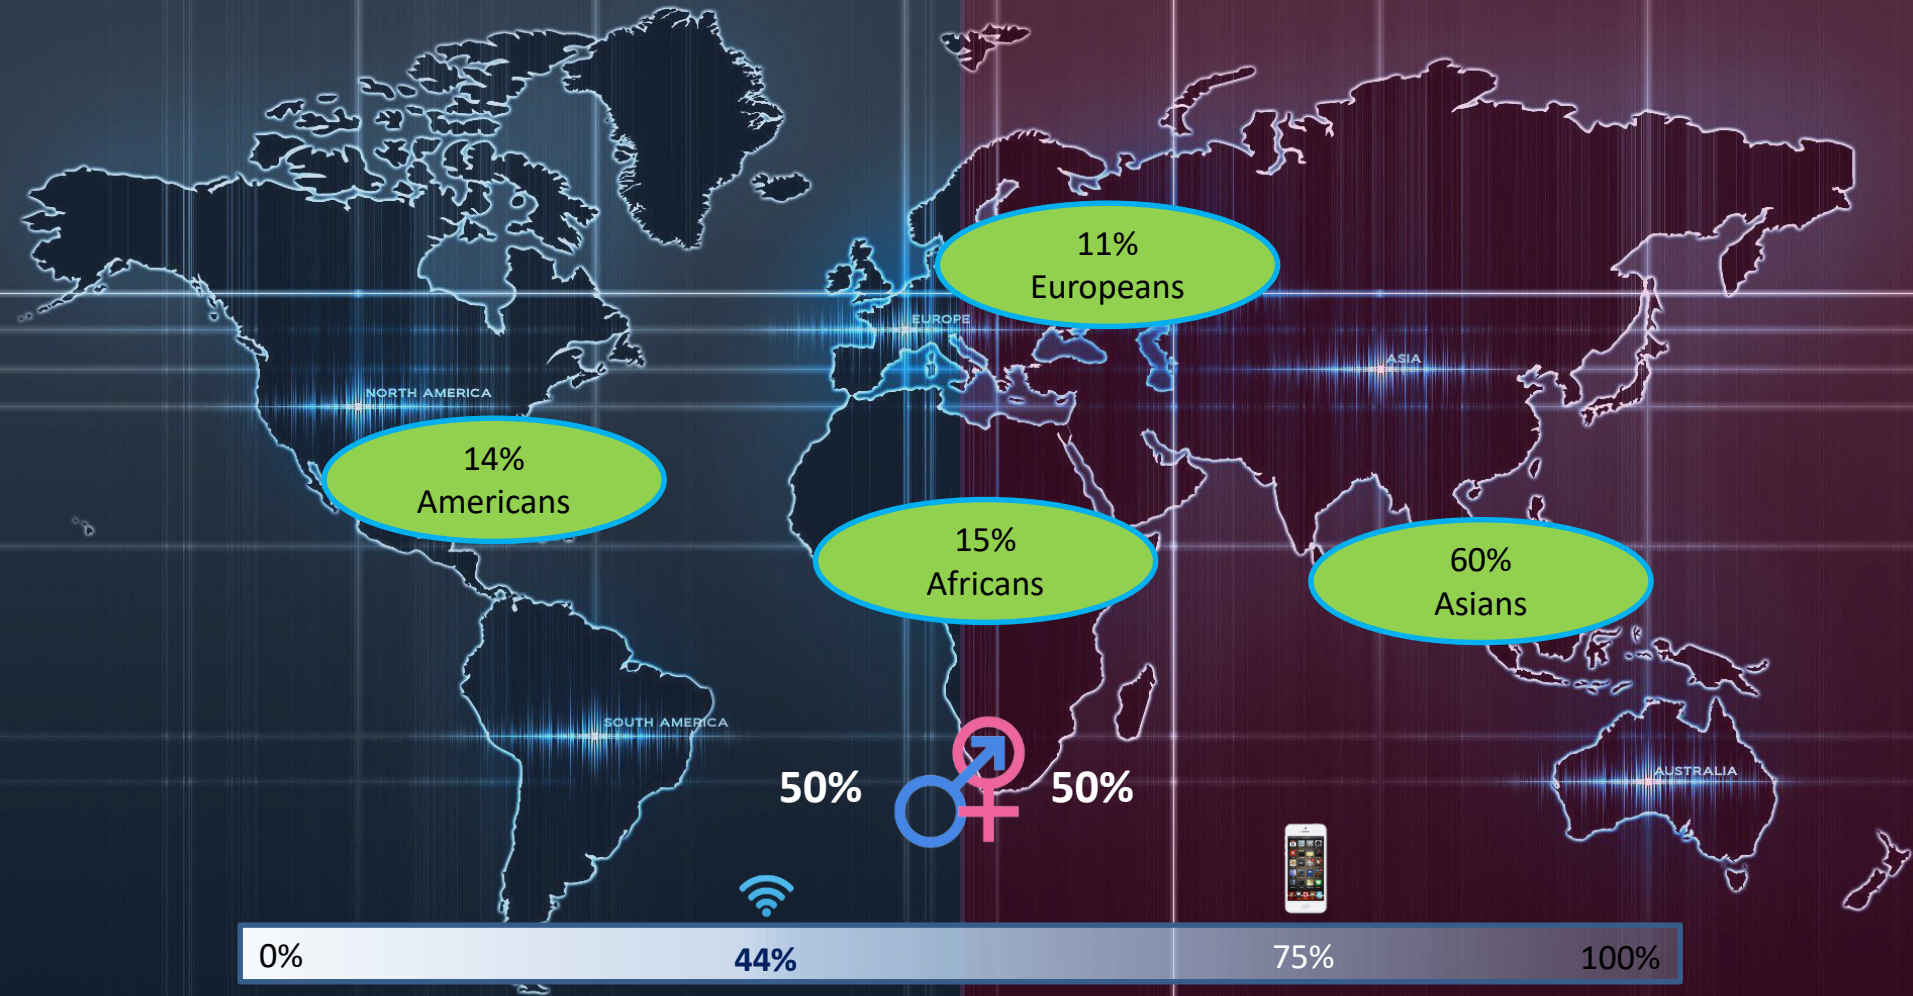 11%
Europeans
EUROPE
ASIA
NORTH AMERICA
14%
Americans
15%
Africans
60%
Asians
SOUTH AMERICA
50%
50%
AUSTRALIA
0%
44%
75%
100%